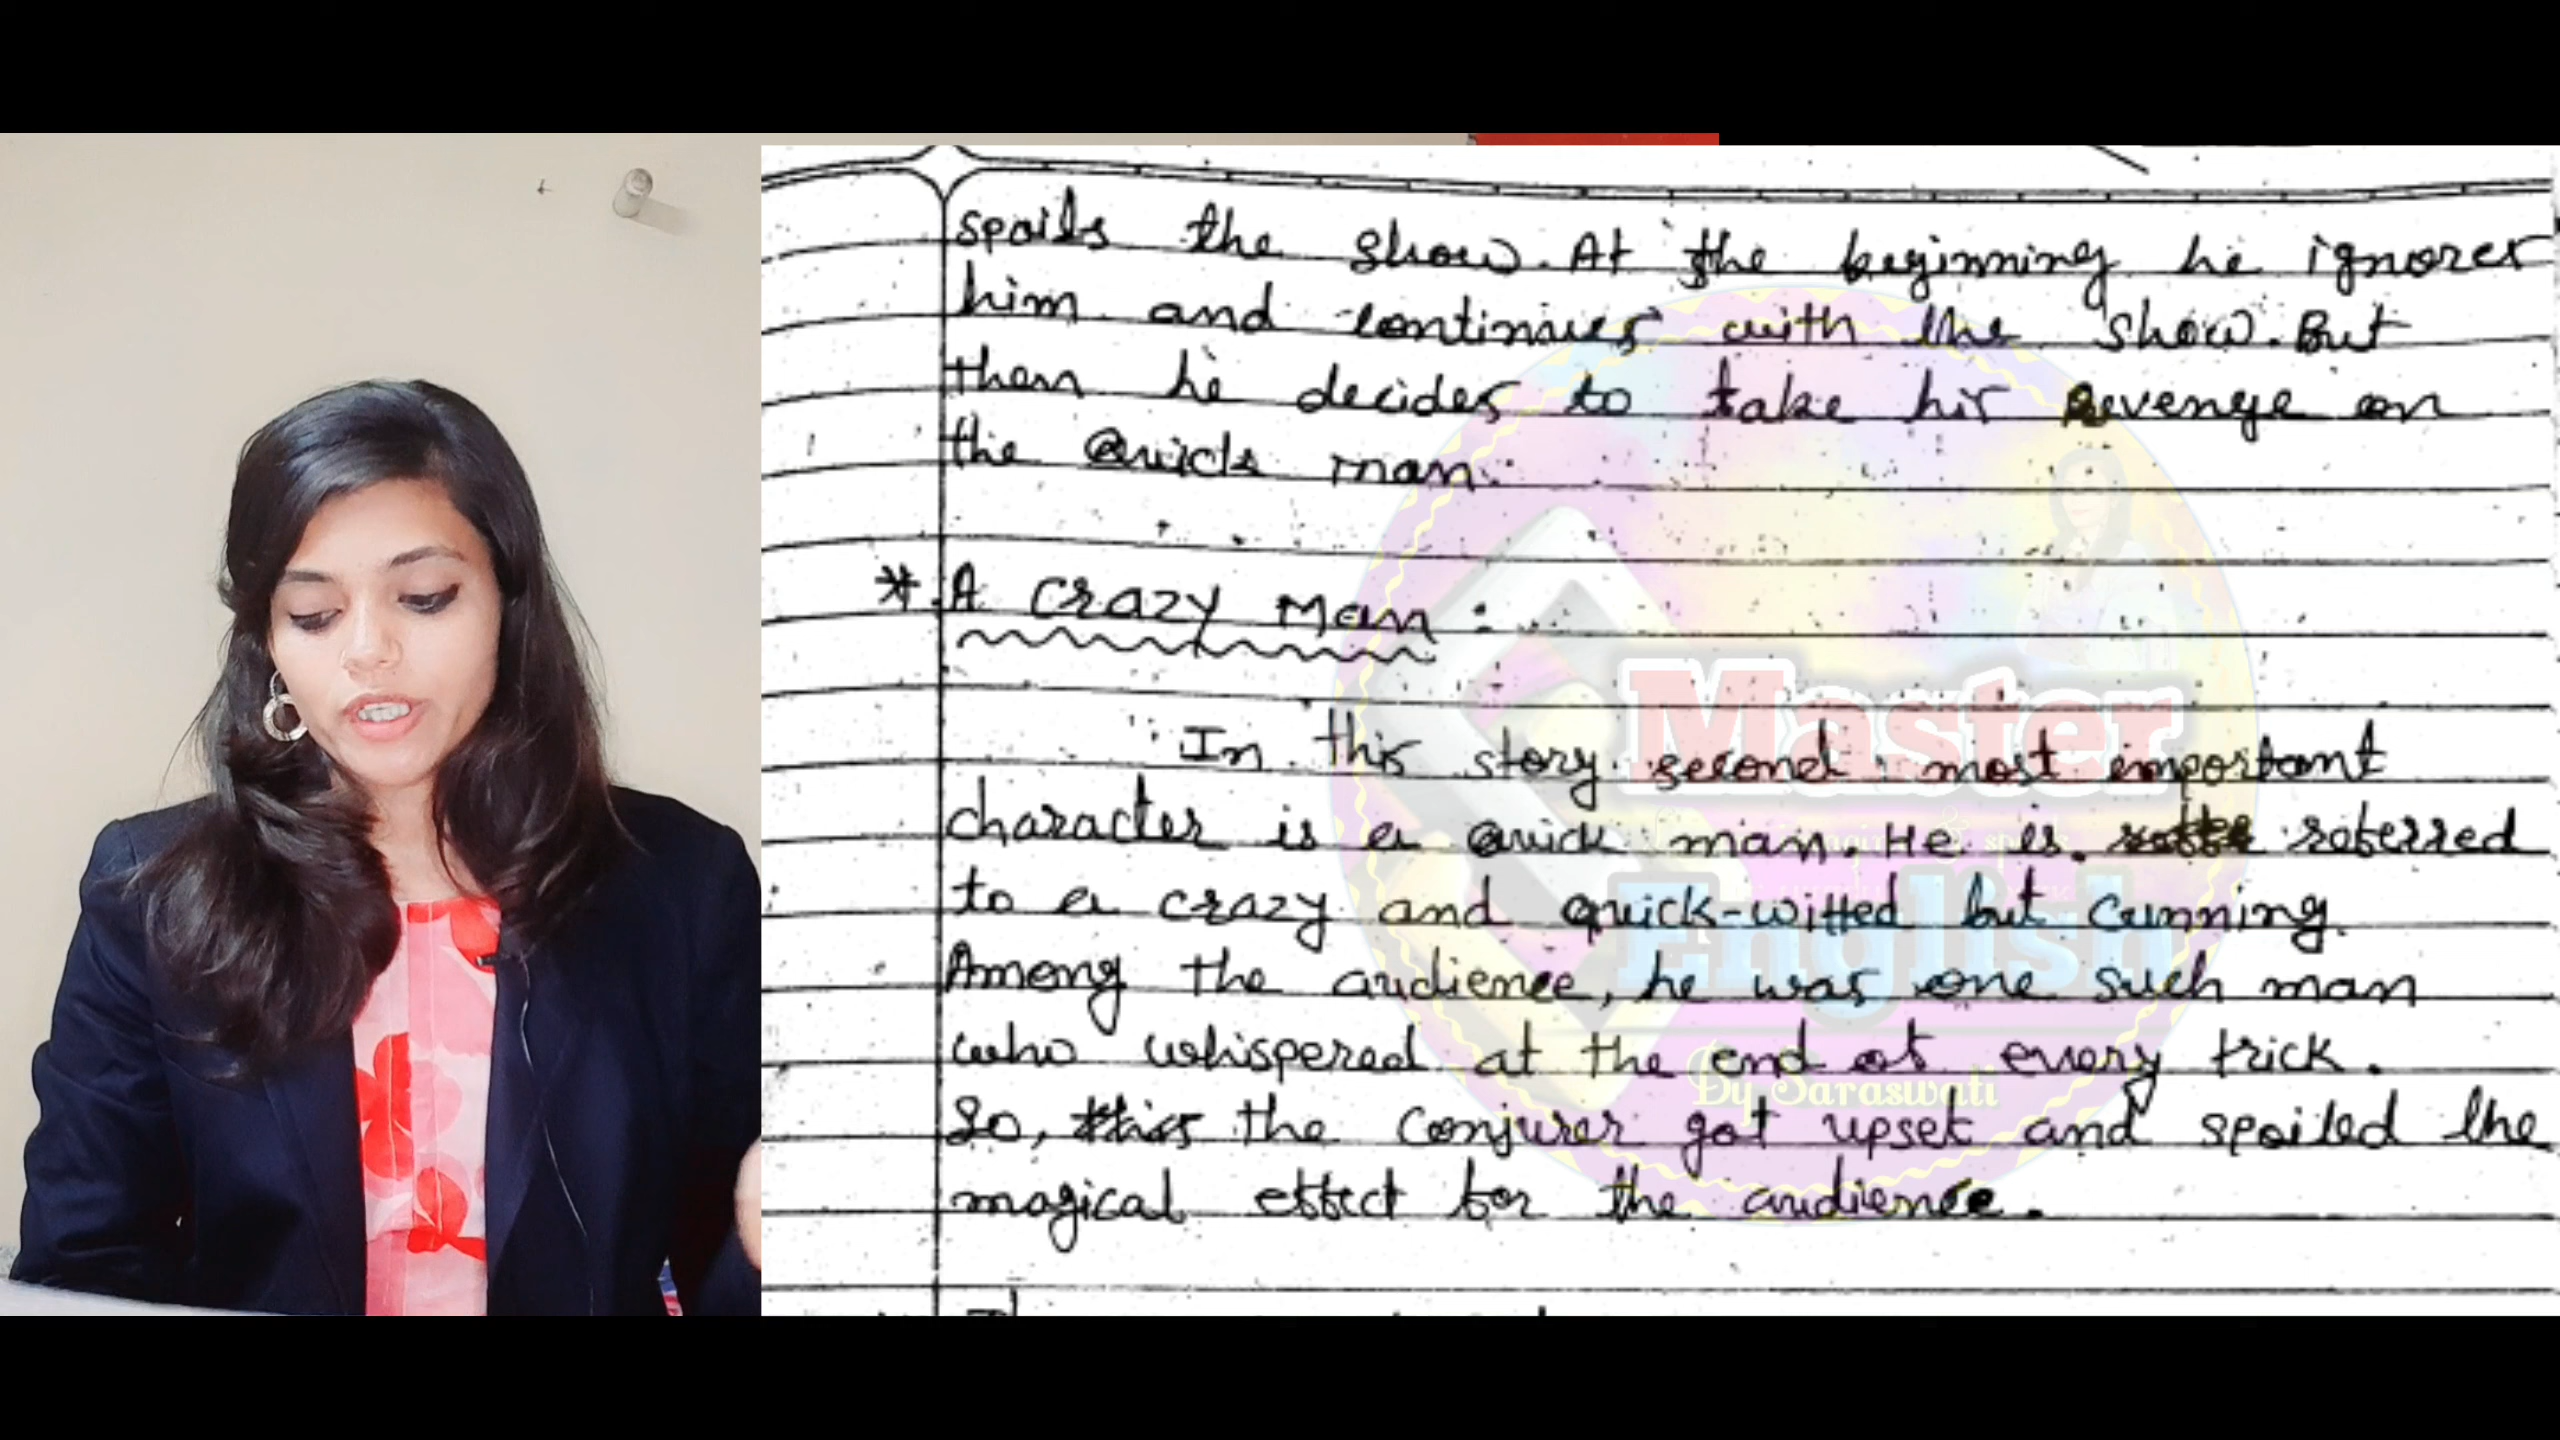 spoils the show. At the beginning he ignores
him and continues with the show. But
then he decides to take his Revenge on
the Quick man.
* A crazy Man :
In this story second most important
character is a Quick man. He is referred
to a crazy and quick-witted but cunning.
Among the audience, he was one such man
who whispered at the end of every trick.
So, this the conjurer got upset and spoiled the
magical effect for the audience.
Master
English
By Saraswati